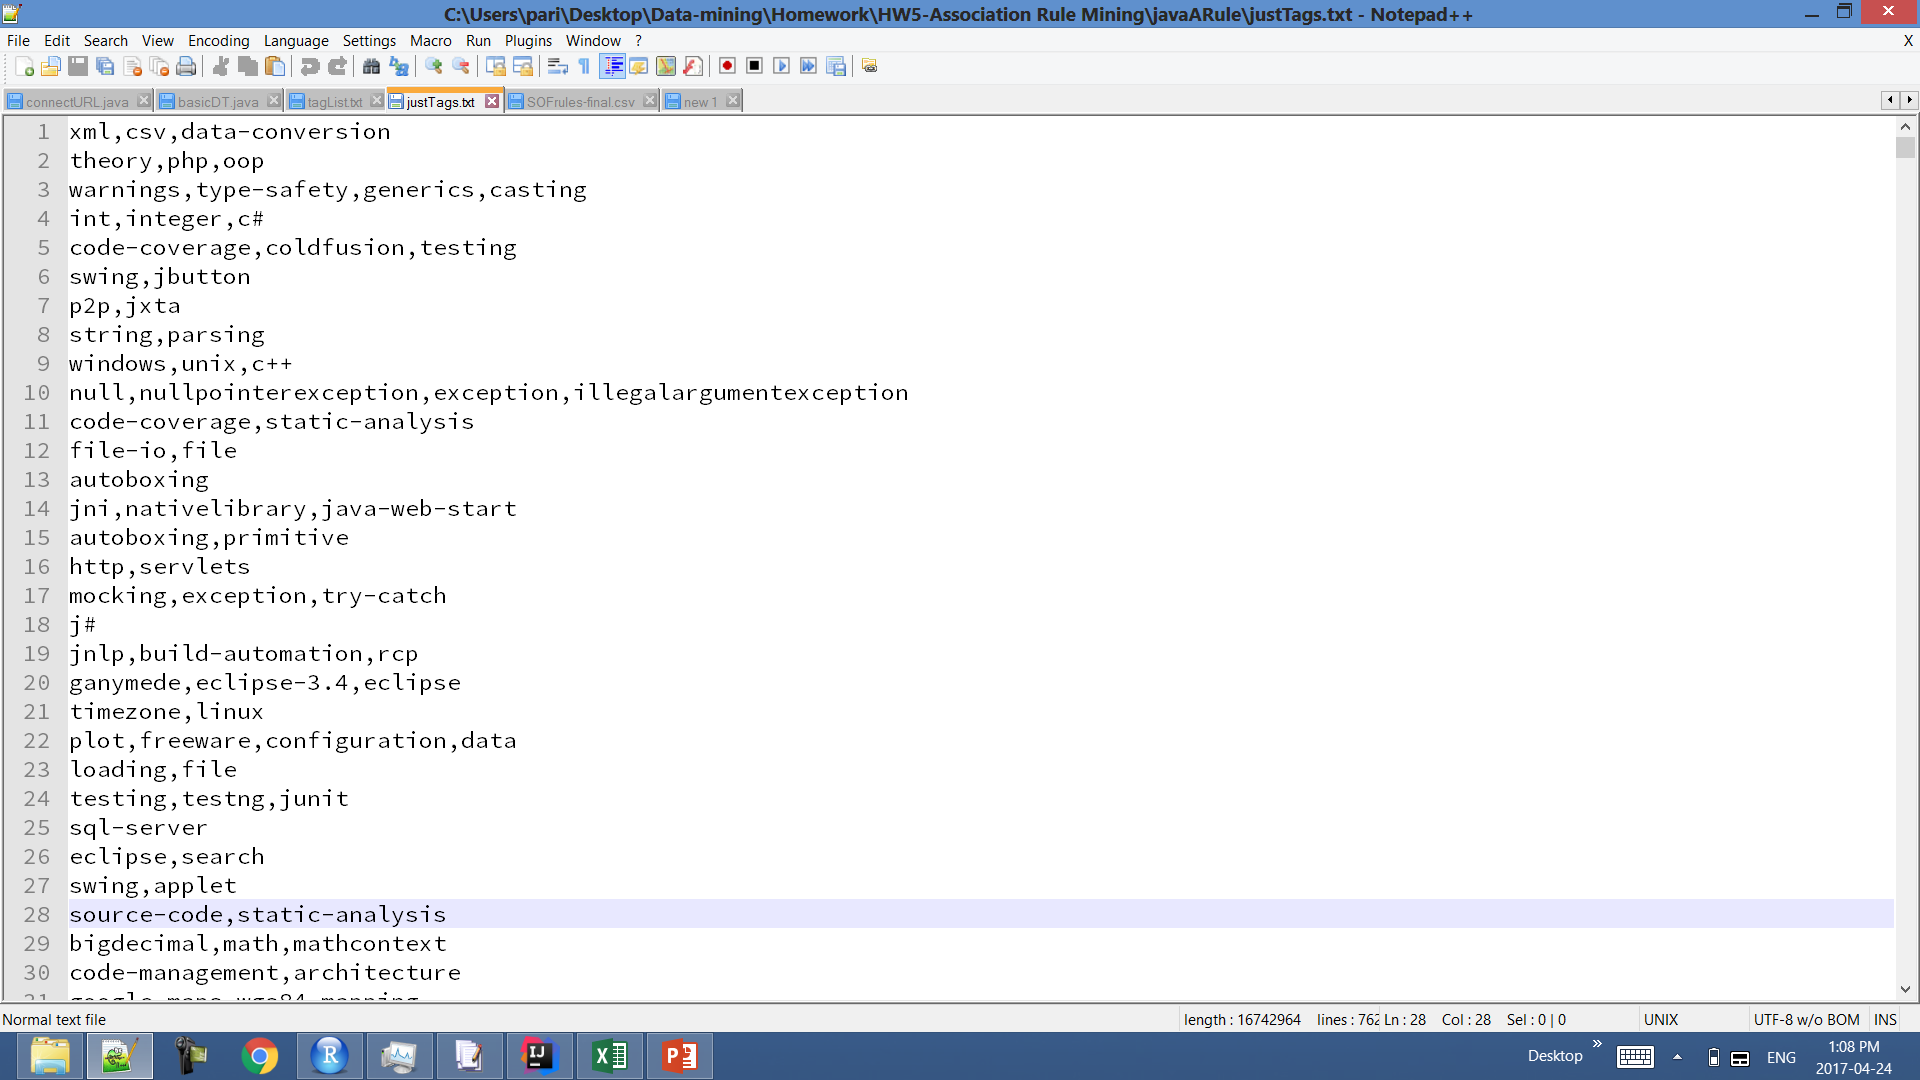 C:\Users\pari\Desktop\Data-mining\Homework\HW5-Association Rule Mining\javaARule\justTags.txt - Notepad++
File Edit Search View Encoding Language Settings Macro Run Plugins Window ? X
connectURL.java basicDT.java tagList.txt justTags.txt SOFrules-final.csv new 1
1 xml,csv,data-conversion
2 theory,php,oop
3 warnings,type-safety,generics,casting
4 int,integer,c#
5 code-coverage,coldfusion,testing
6 swing,jbutton
7 p2p,jxta
8 string,parsing
9 windows,unix,c++
10 null,nullpointerexception,exception,illegalargumentexception
11 code-coverage,static-analysis
12 file-io,file
13 autoboxing
14 jni,nativelibrary,java-web-start
15 autoboxing,primitive
16 http,servlets
17 mocking,exception,try-catch
18 j#
19 jnlp,build-automation,rcp
20 ganymede,eclipse-3.4,eclipse
21 timezone,linux
22 plot,freeware,configuration,data
23 loading,file
24 testing,testng,junit
25 sql-server
26 eclipse,search
27 swing,applet
28 source-code,static-analysis
29 bigdecimal,math,mathcontext
30 code-management,architecture
31 google-maps,wgs84,mapping
Normal text file length : 16742964 lines : 762 Ln : 28 Col : 28 Sel : 0 | 0 UNIX UTF-8 w/o BOM INS
Desktop » ENG 1:08 PM
2017-04-24